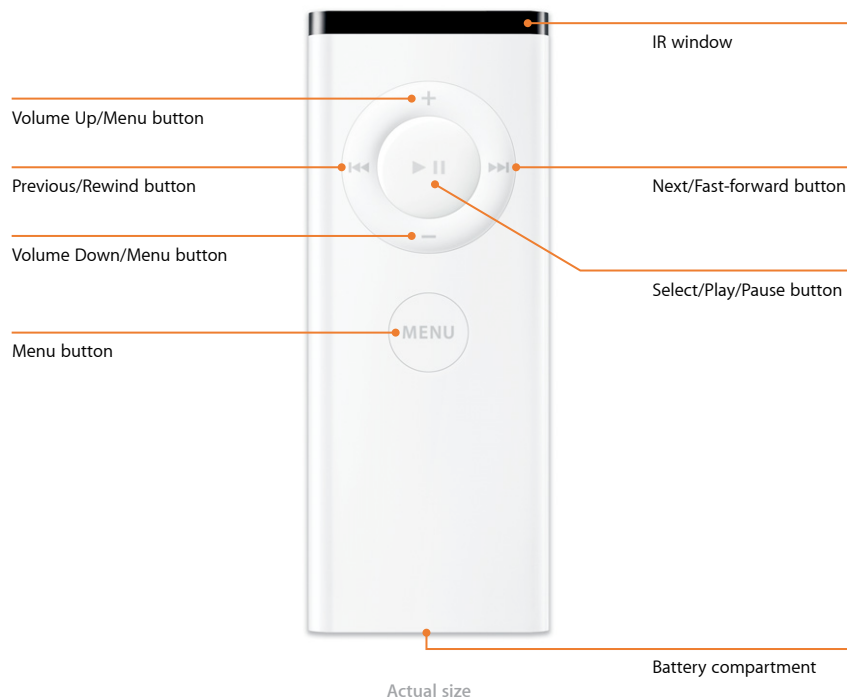 IR window
+
Volume Up/Menu button
Previous/Rewind button
Next/Fast-forward button
−
Volume Down/Menu button
Select/Play/Pause button
MENU
Menu button
Battery compartment
Actual size